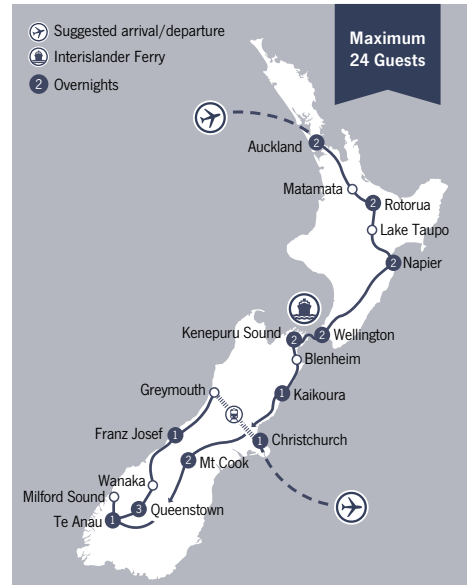 Suggested arrival/departure
Interislander Ferry
2 Overnights
Maximum
24 Guests
Auckland 2
Matamata
2 Rotorua
Lake Taupo
2 Napier
Kenepuru Sound 2
2 Wellington
Blenheim
1 Kaikoura
Greymouth
1 Christchurch
Franz Josef 1
2 Mt Cook
Wanaka
Milford Sound
3 Queenstown
Te Anau 1